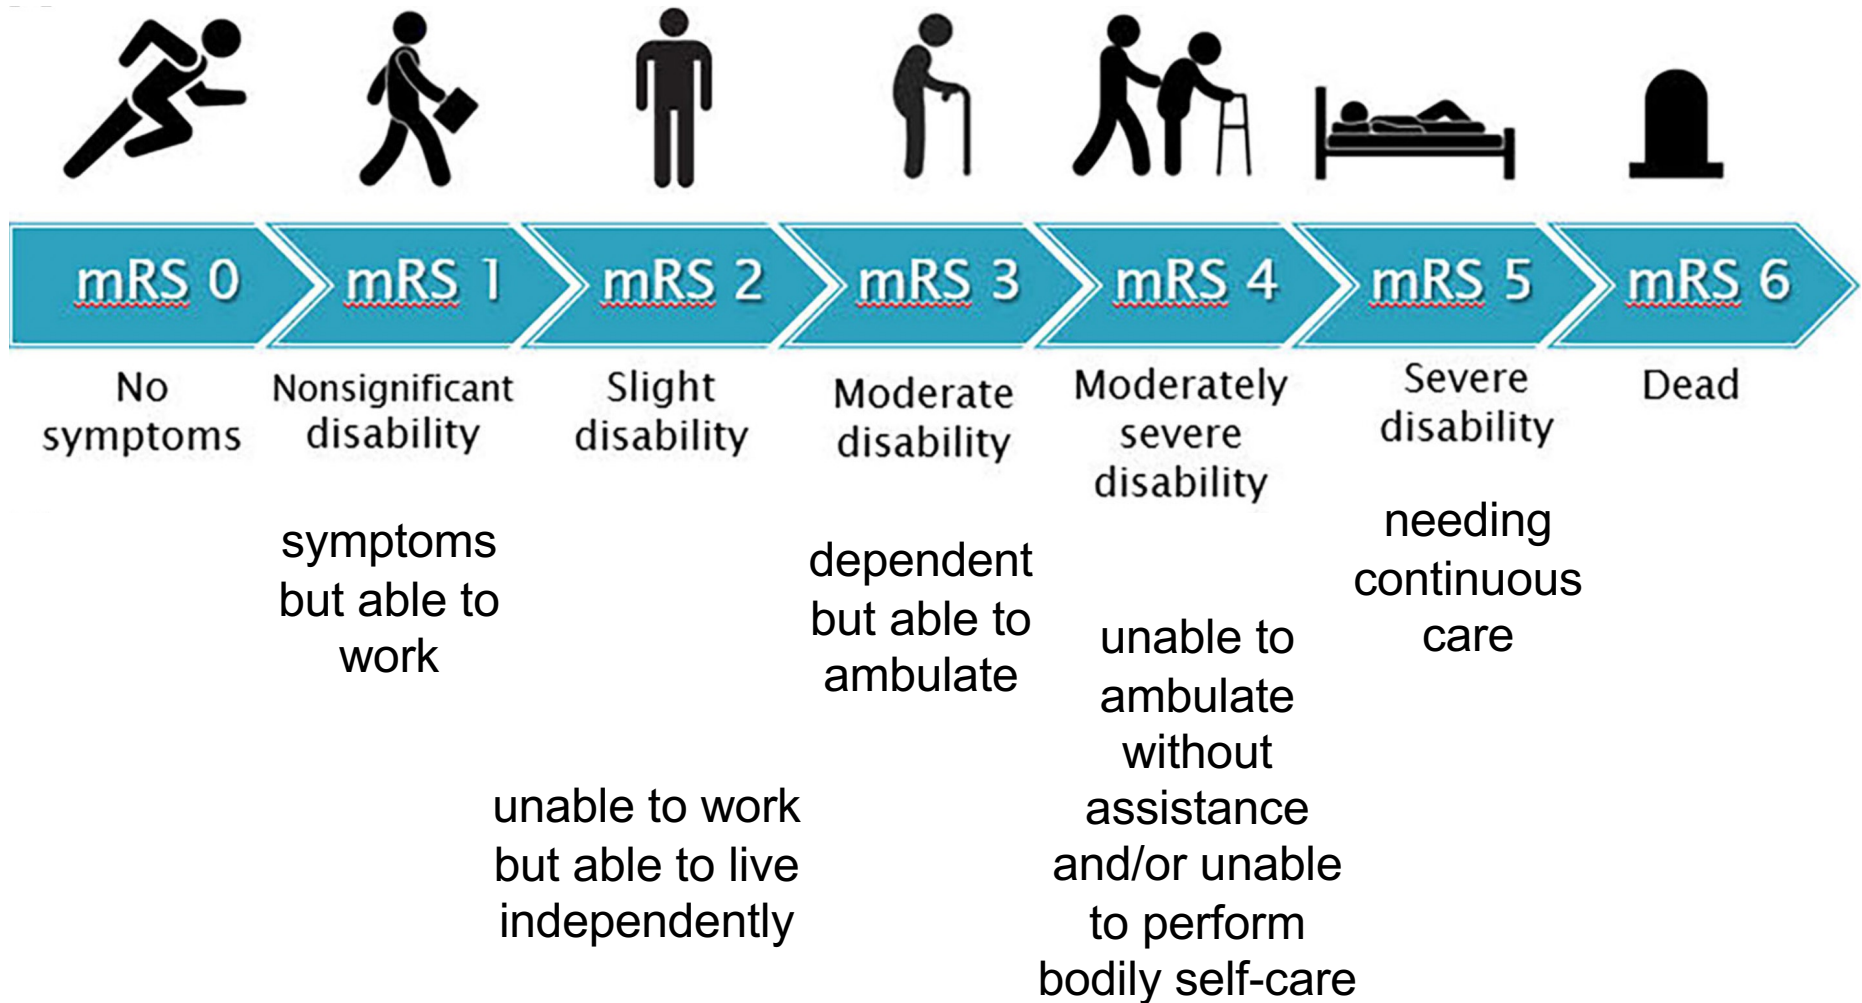 mRS 0
mRS 1
mRS 2
mRS 3
mRS 4
mRS 5
mRS 6
No
symptoms
Nonsignificant
disability
Slight
disability
Moderate
disability
Moderately
severe
disability
Severe
disability
Dead
symptoms
but able to
work
unable to work
but able to live
independently
dependent
but able to
ambulate
unable to
ambulate
without
assistance
and/or unable
to perform
bodily self-care
needing
continuous
care